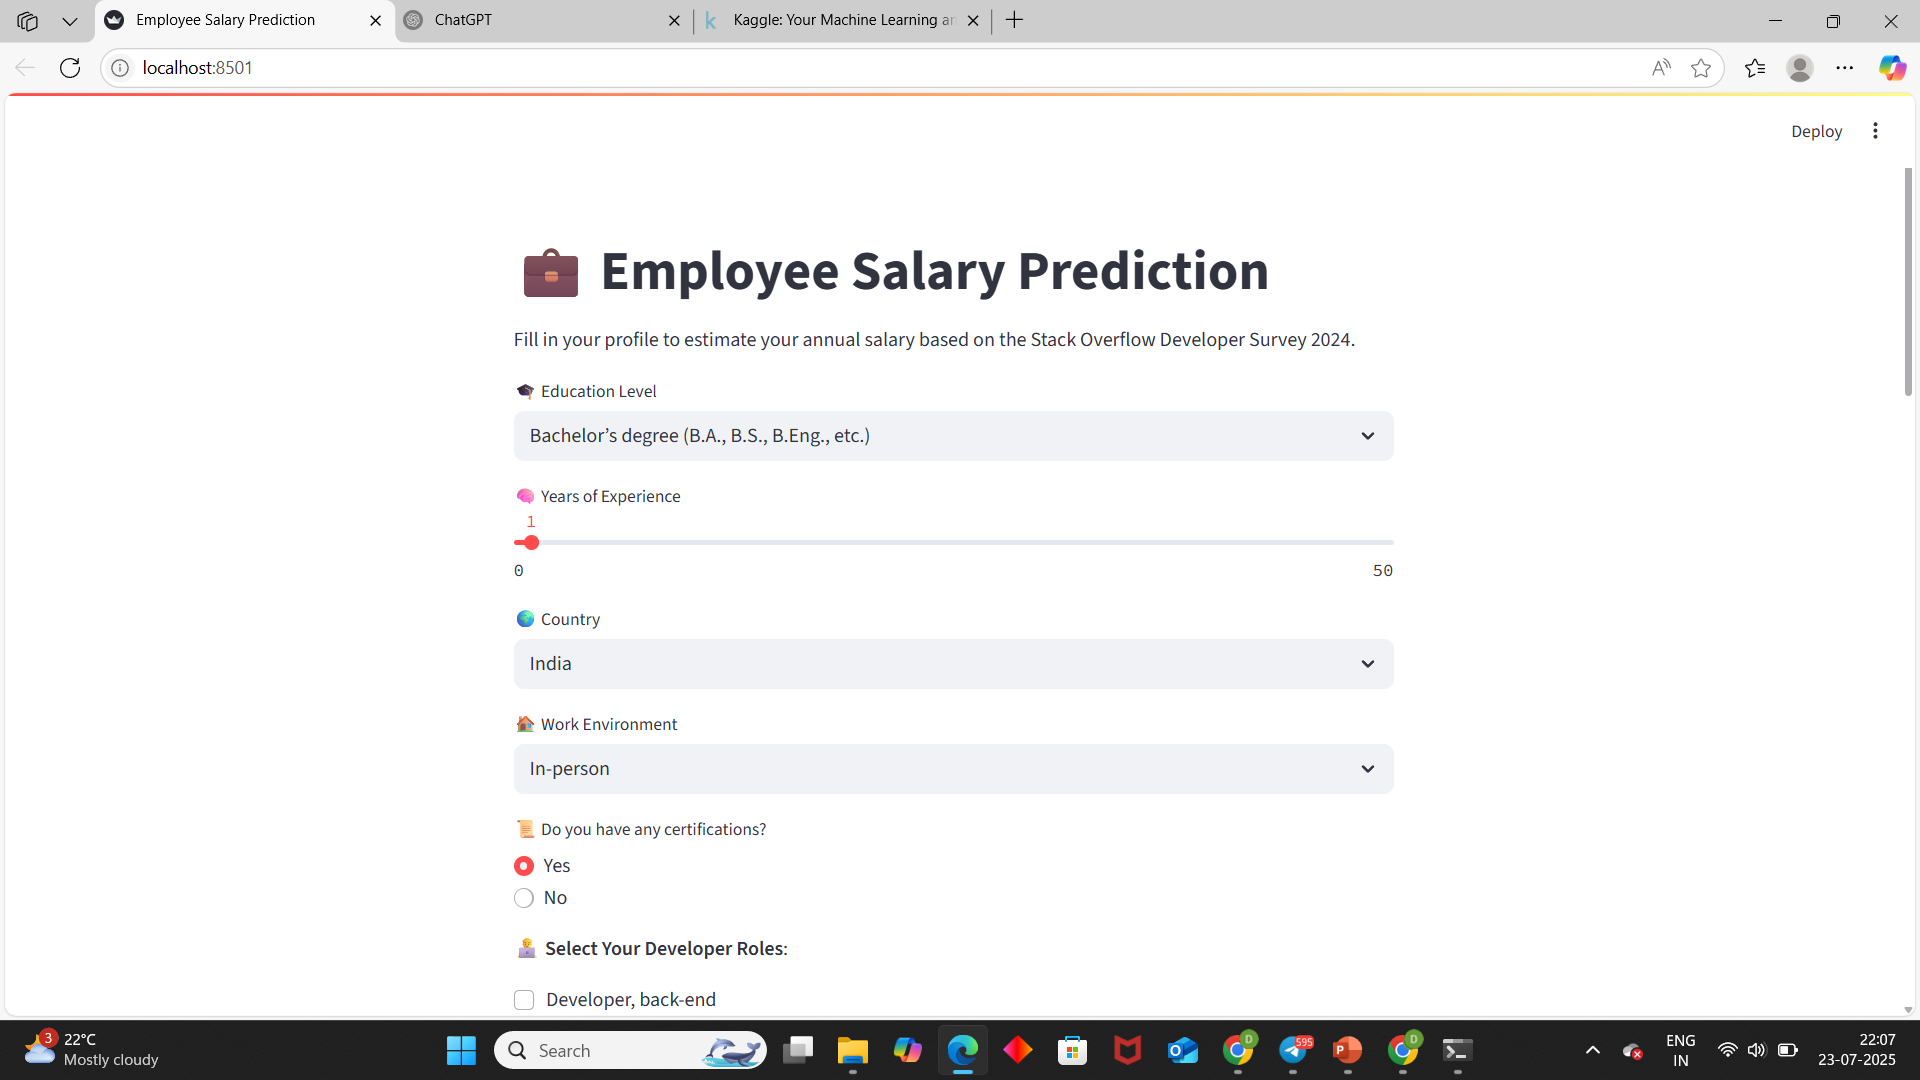 Employee Salary Prediction
ChatGPT
Kaggle: Your Machine Learning
localhost:8501
Deploy
Employee Salary Prediction
Fill in your profile to estimate your annual salary based on the Stack Overflow Developer Survey 2024.
Education Level
Bachelor’s degree (B.A., B.S., B.Eng., etc.)
Years of Experience
1
0
50
Country
India
Work Environment
In-person
Do you have any certifications?
Yes
No
Select Your Developer Roles:
Developer, back-end
3
22°C
Mostly cloudy
Search
D
595
D
ENG
IN
22:07
23-07-2025